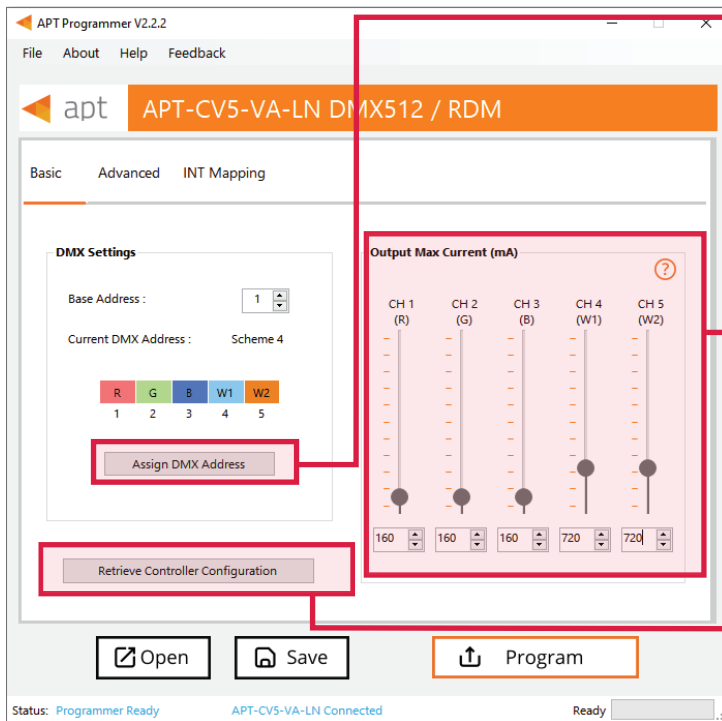 APT Programmer V2.2.2
File About Help Feedback
apt APT-CV5-VA-LN DMX512 / RDM
Basic Advanced INT Mapping
DMX Settings
Base Address : 1
Current DMX Address : Scheme 4
R G B W1 W2
1 2 3 4 5
Assign DMX Address
Retrieve Controller Configuration
Output Max Current (mA)
?
CH 1 CH 2 CH 3 CH 4 CH 5
(R) (G) (B) (W1) (W2)
160 160 160 720 720
Open Save Program
Status: Programmer Ready APT-CV5-VA-LN Connected Ready